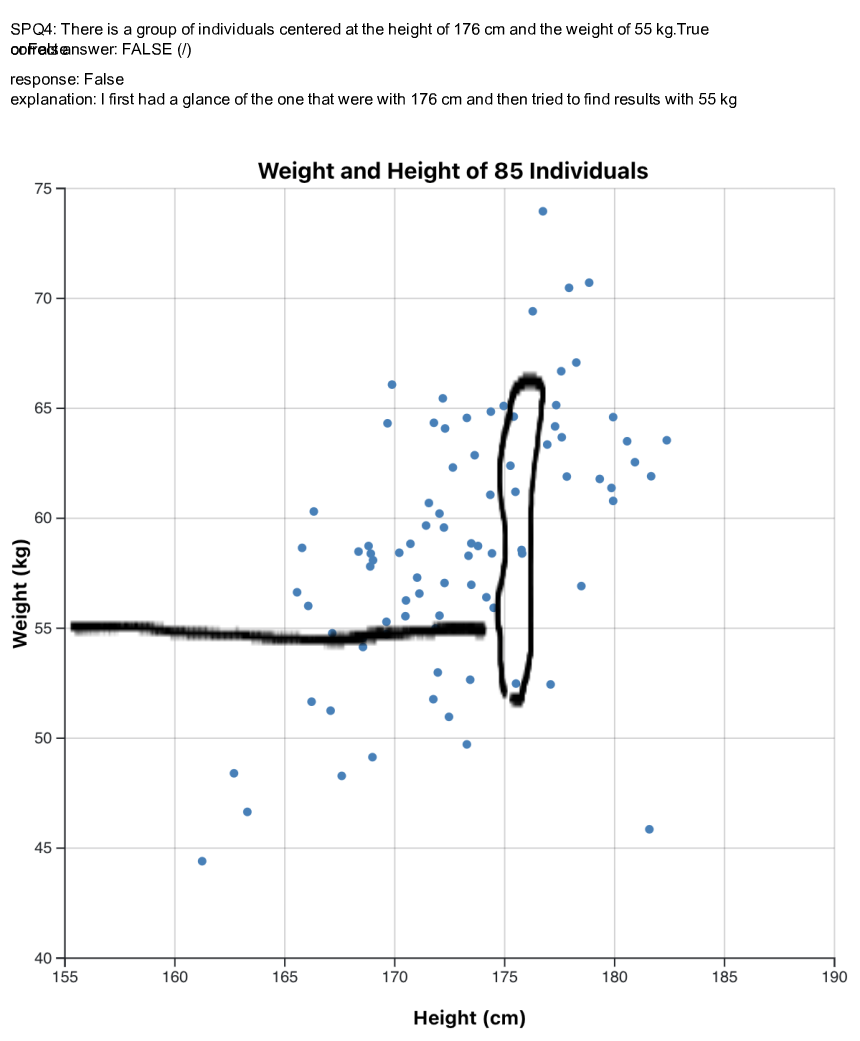 SPQ4: There is a group of individuals centered at the height of 176 cm and the weight of 55 kg.True
answer: FALSE (/)
response: False
explanation: I first had a glance of the one that were with 176 cm and then tried to find results with 55 kg
Weight and Height of 85 Individuals
75
70
65
60
55
50
45
40
Weight (kg)
155 160 165 170 175 180 185 190
Height (cm)